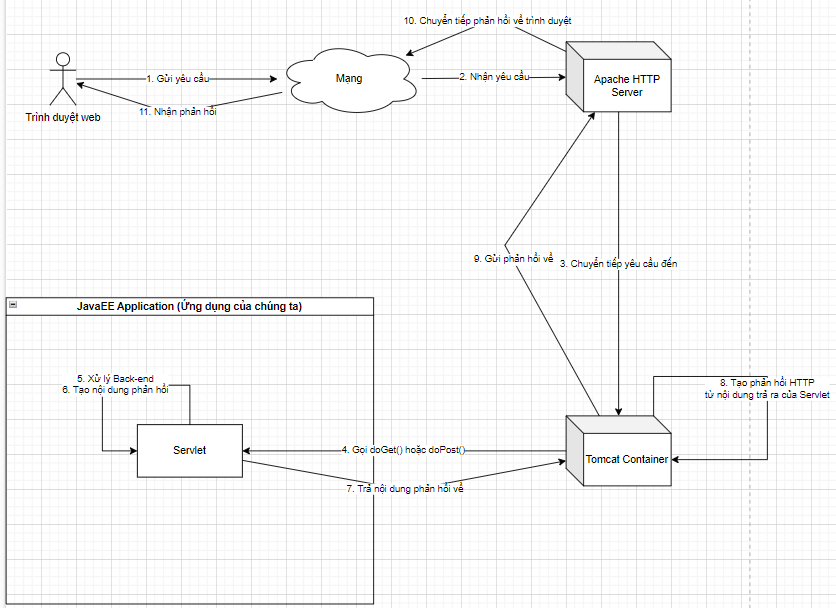 10. Chuyển tiếp phản hồi về trình duyệt
1. Gửi yêu cầu
Mạng
2. Nhận yêu cầu
Apache HTTP
Server
11. Nhận phản hồi
Trình duyệt web
9. Gửi phản hồi về
3. Chuyển tiếp yêu cầu đến
JavaEE Application (Ứng dụng của chúng ta)
5. Xử lý Back-end
6. Tạo nội dung phản hồi
8. Tạo phản hồi HTTP
từ nội dung trả ra của Servlet
Servlet
4. Gọi doGet() hoặc doPost()
Tomcat Container
7. Trả nội dung phản hồi về